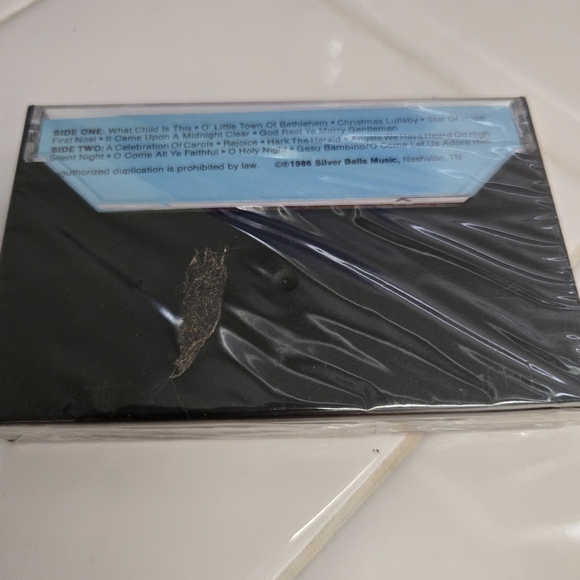 SIDE ONE: What Child Is This • O' Little Town Of Bethlehem • Christmas Lullaby • Star Of
First Noel • It Came Upon A Midnight Clear • God Rest Ye Merry Gentlemen
SIDE TWO: A Celebration Of Carols • Rejoice • Hark The Herald • Angels We Have Heard On High
Silent Night • O Come All Ye Faithful • O Holy Night • Gesu Bambino/O Come Let Us Adore Him
authorized duplication is prohibited by law. ©℗1986 Silver Bells Music, Nashville, TN